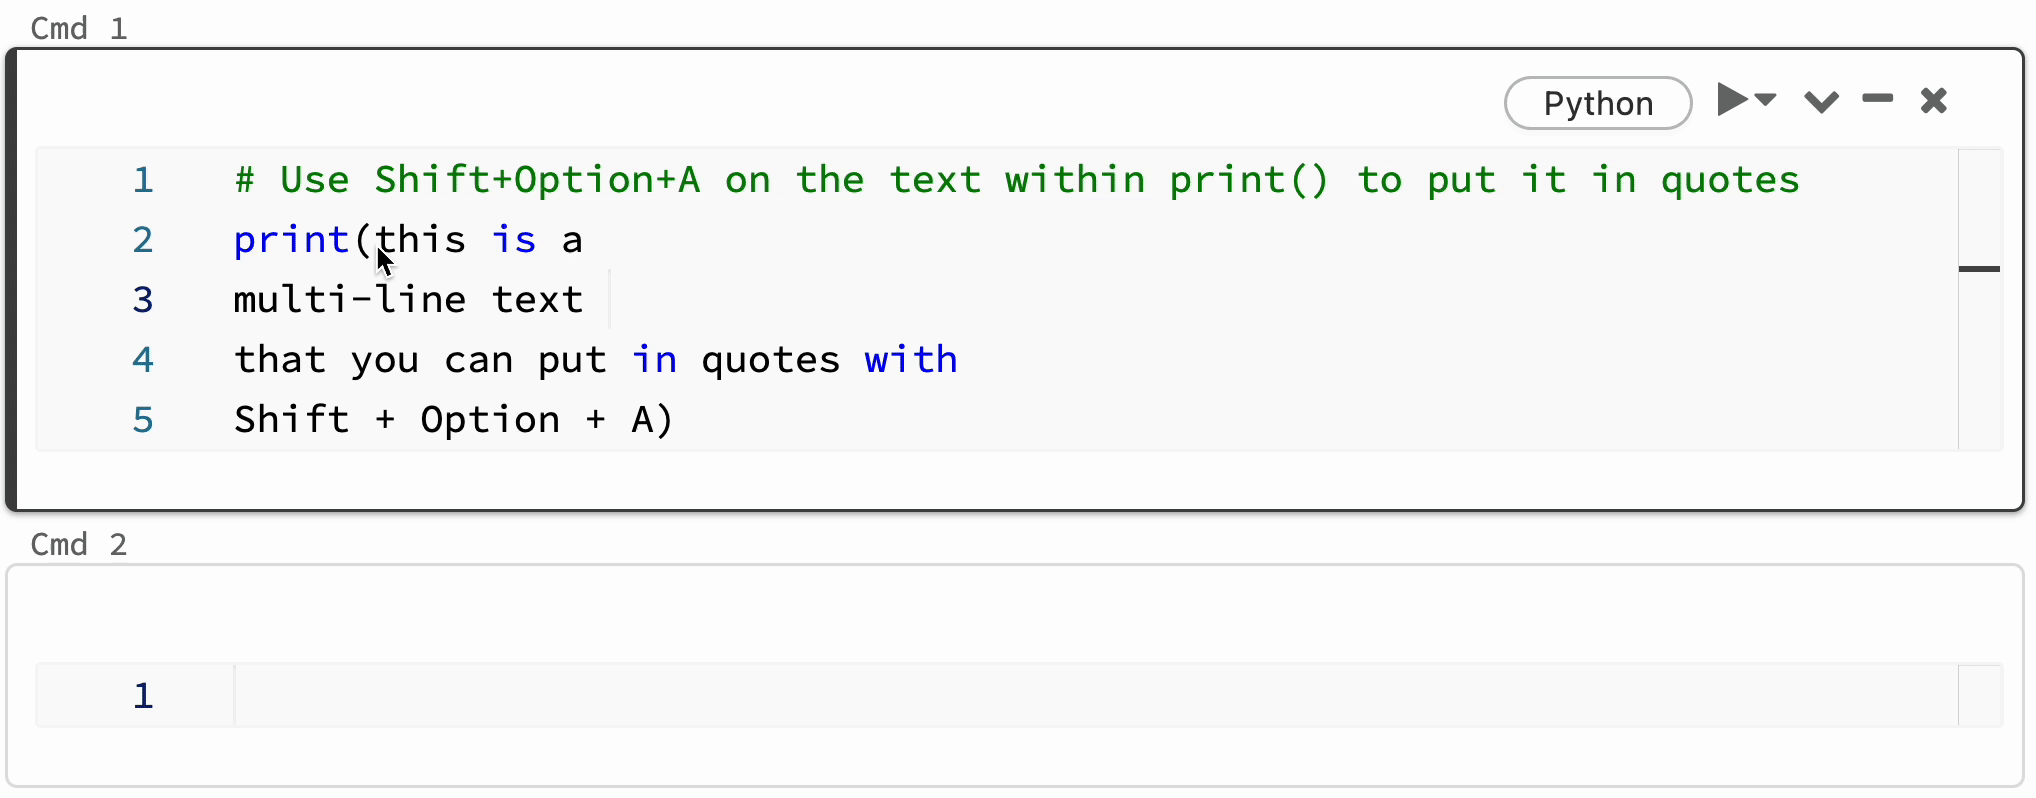 Cmd 1
Python
1 # Use Shift+Option+A on the text within print() to put it in quotes
2 print(this is a
3 multi-line text
4 that you can put in quotes with
5 Shift + Option + A)
Cmd 2
1